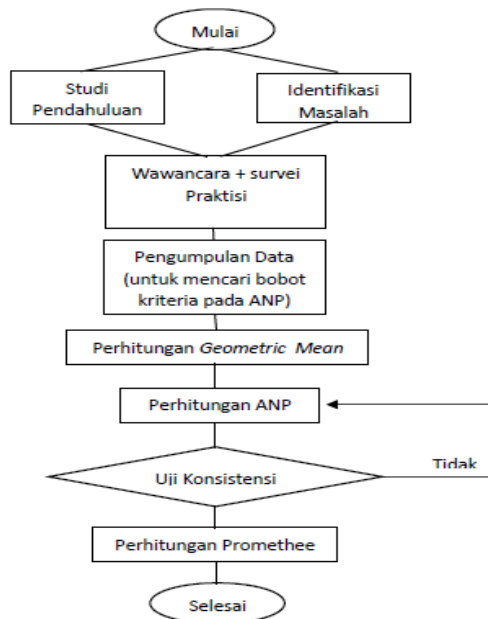 Mulai
Studi
Pendahuluan
Identifikasi
Masalah
Wawancara + survei
Praktisi
Pengumpulan Data
(untuk mencari bobot
kriteria pada ANP)
Perhitungan Geometric Mean
Perhitungan ANP
Tidak
Uji Konsistensi
Perhitungan Promethee
Selesai